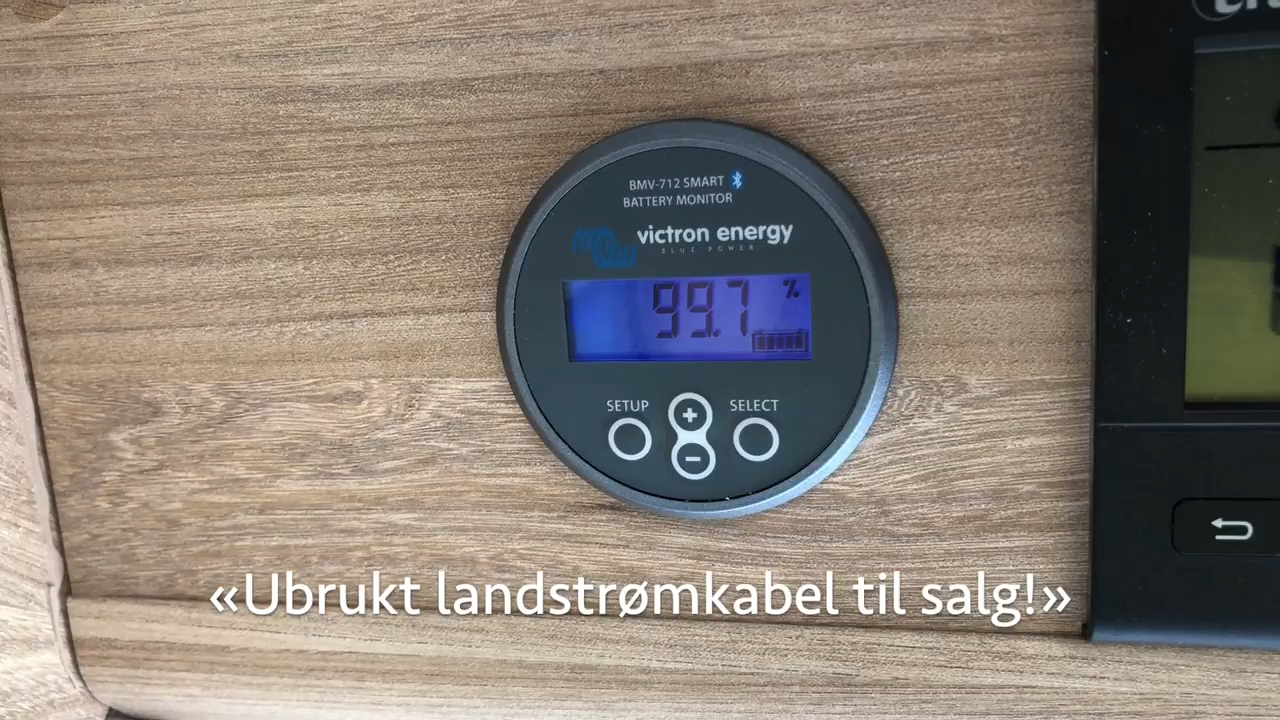 BMV-712 SMART
BATTERY MONITOR
victron energy
BLUE POWER
99.7 %
SETUP
+
SELECT
−
«Ubrukt landstrømkabel til salg!»